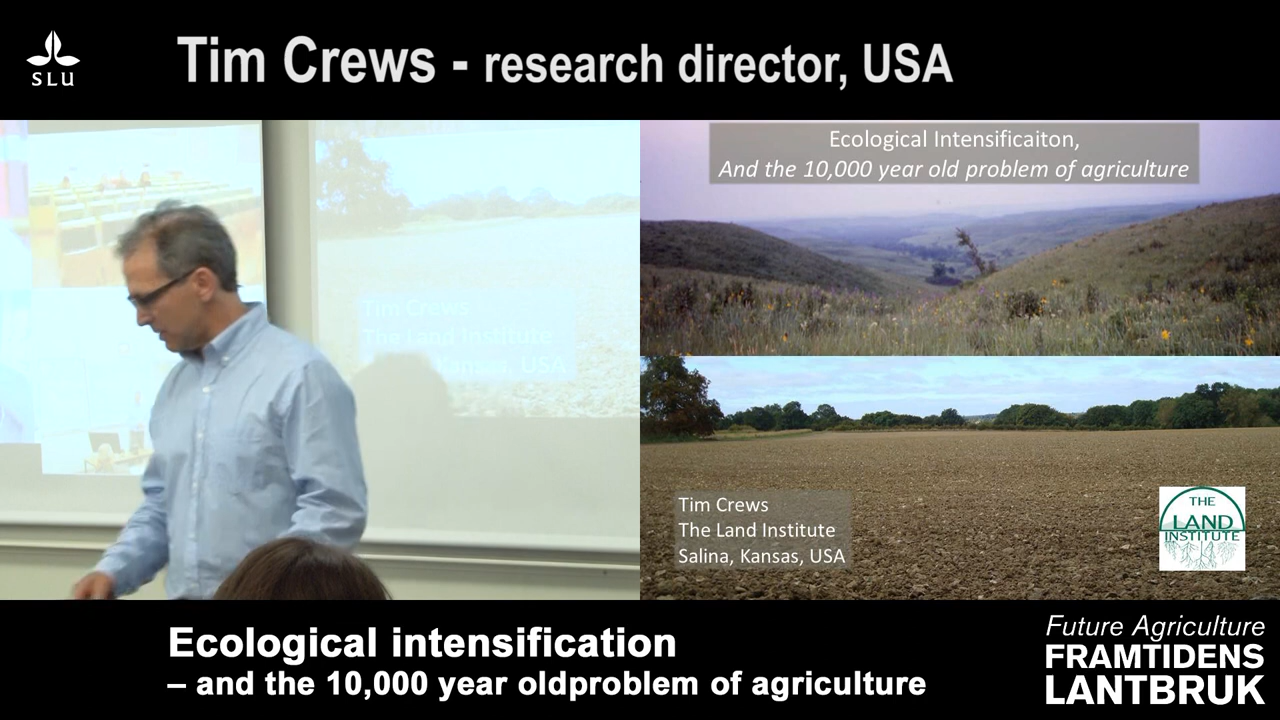 SLU
Tim Crews - research director, USA
Ecological Intensificaiton,
And the 10,000 year old problem of agriculture
Tim Crews
The Land Institute
Kansas, USA
Tim Crews
The Land Institute
Salina, Kansas, USA
THE
LAND
INSTITUTE
Ecological intensification
– and the 10,000 year oldproblem of agriculture
Future Agriculture
FRAMTIDENS
LANTBRUK